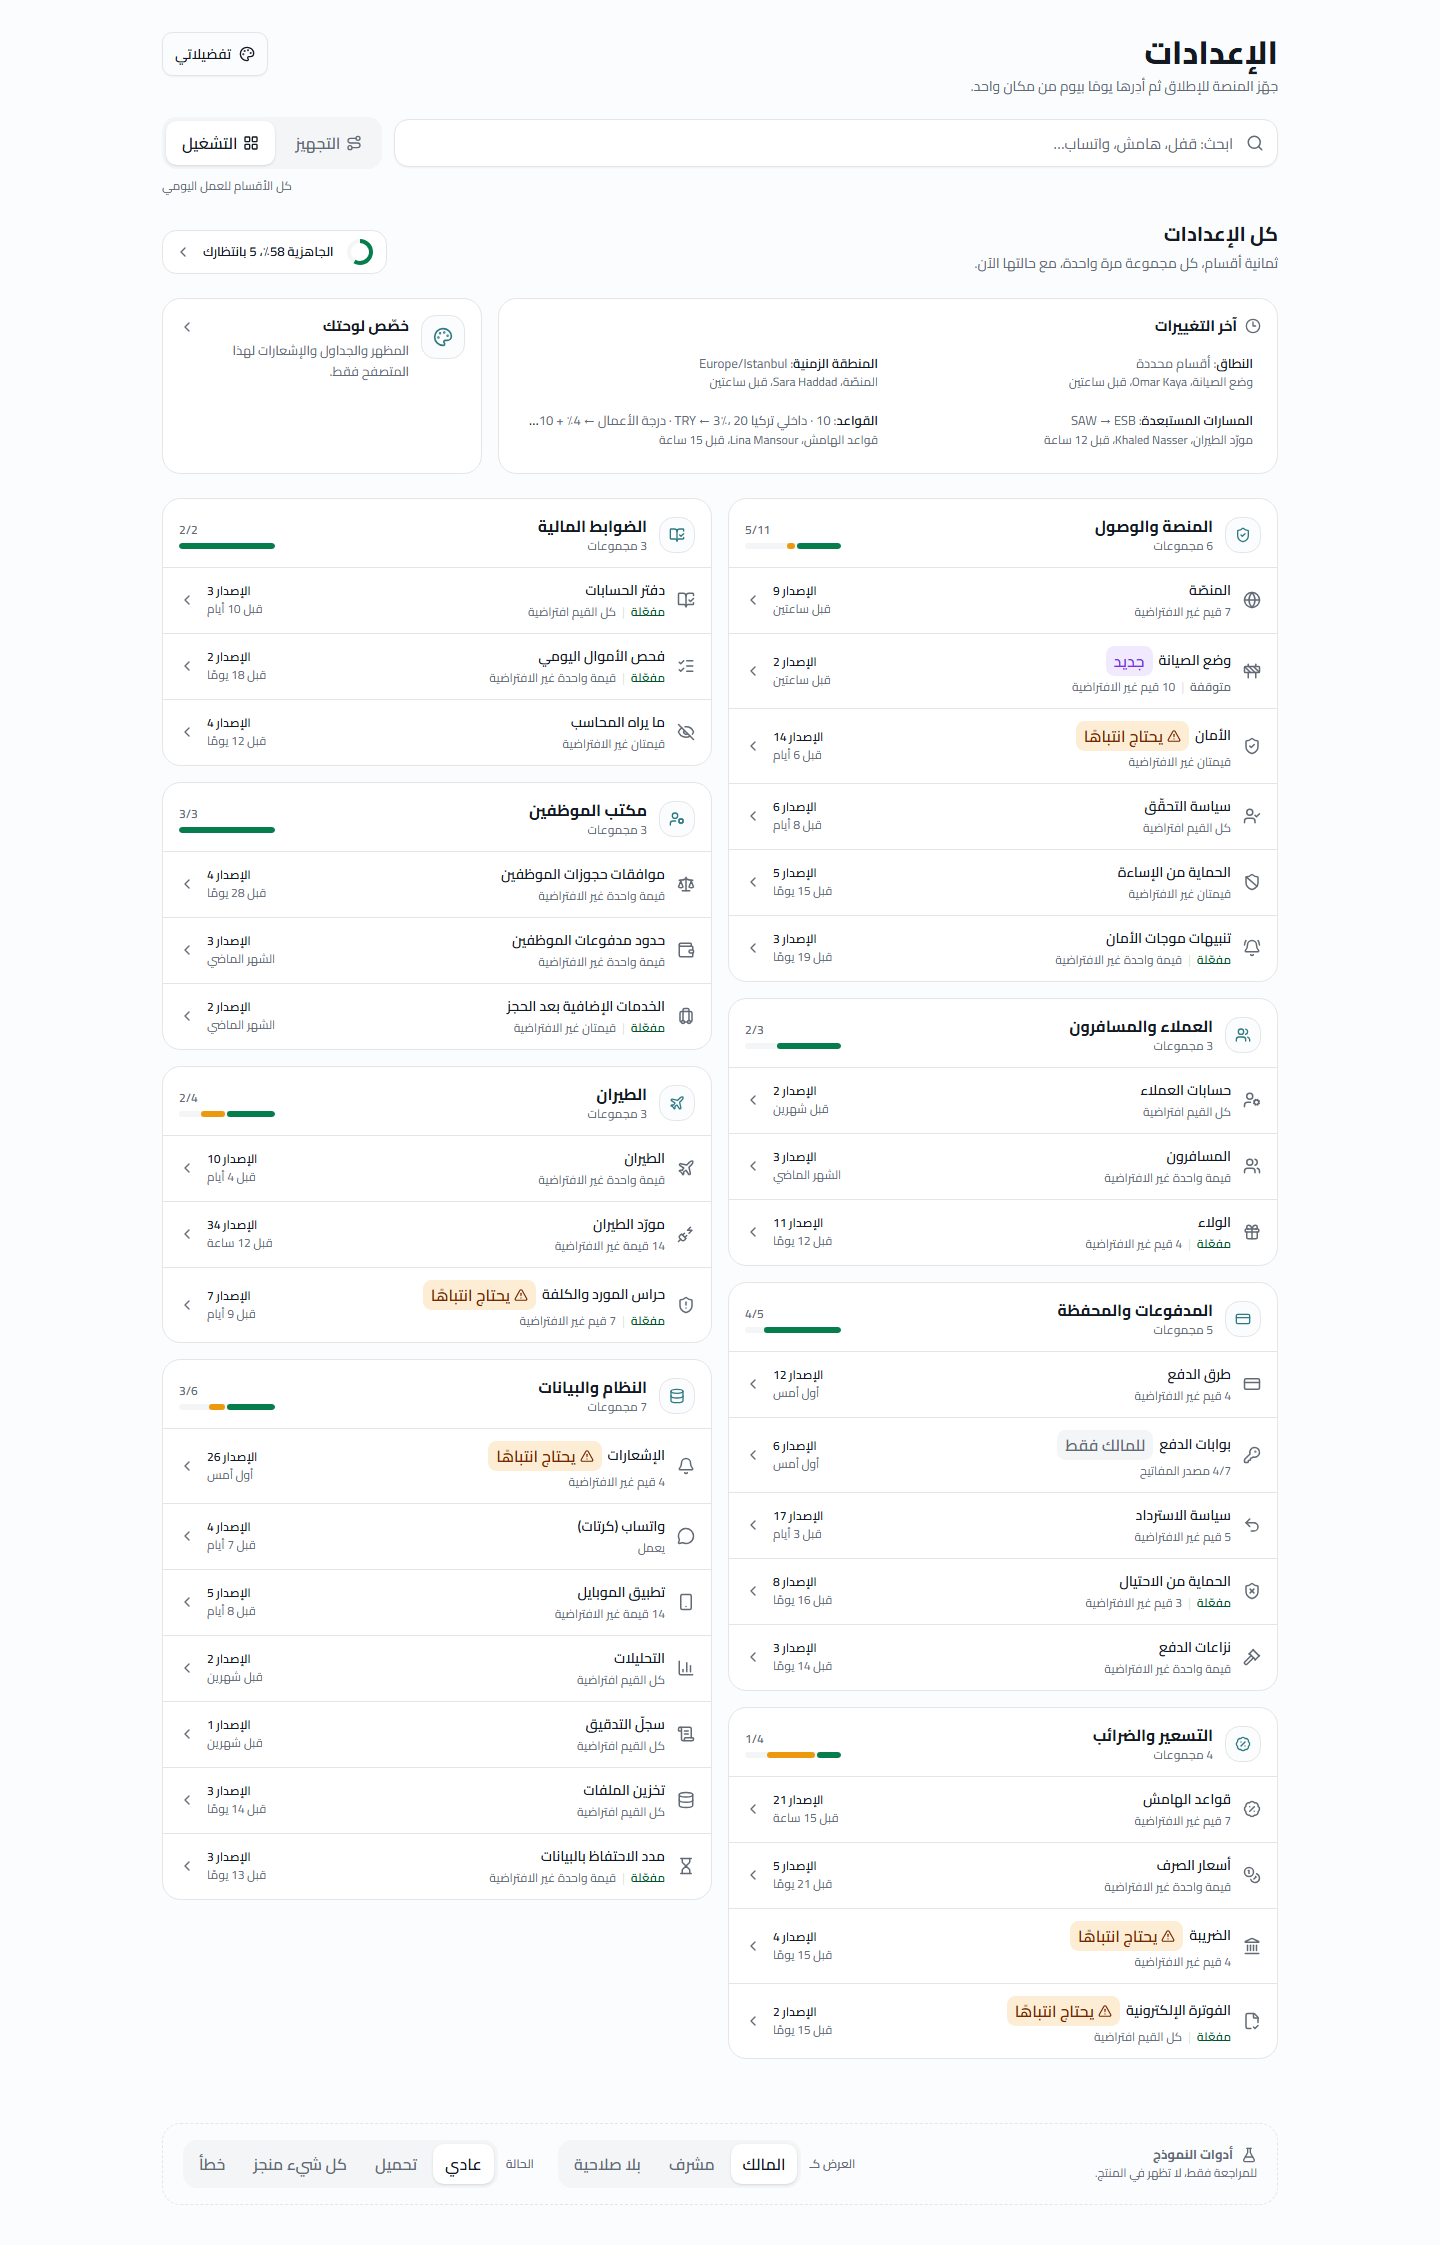 الإعدادات
جهّز المنصة للإطلاق ثم أدِرها يومًا بيوم من مكان واحد.
تفضيلاتي
ابحث: قفل، هامش، واتساب...
التجهيز
التشغيل
كل الأقسام للعمل اليومي
كل الإعدادات
ثمانية أقسام، كل مجموعة مرة واحدة، مع حالتها الآن.
الجاهزية 58٪، 5 بانتظارك
آخر التغييرات
النطاق: أقسام محددة
وضع الصيانة، Omar Kaya، قبل ساعتين
المنطقة الزمنية: Europe/Istanbul
المنصّة، Sara Haddad، قبل ساعتين
المسارات المستبعدة: SAW → ESB
مورّد الطيران، Khaled Nasser، قبل 12 ساعة
القواعد: 10 · داخلي تركيا 20 ،٪3 ← TRY · درجة الأعمال ← 4٪ + 10...
قواعد الهامش، Lina Mansour، قبل 15 ساعة
خصّص لوحتك
المظهر والجداول والإشعارات لهذا
المتصفح فقط.
المنصة والوصول
6 مجموعات
5/11
المنصّة
7 قيم غير الافتراضية
الإصدار 9
قبل ساعتين
وضع الصيانة جديد
متوقفة | 10 قيم غير الافتراضية
الإصدار 2
قبل ساعتين
الأمان يحتاج انتباهًا
قيمتان غير الافتراضية
الإصدار 14
قبل 6 أيام
سياسة التحقّق
كل القيم افتراضية
الإصدار 6
قبل 8 أيام
الحماية من الإساءة
قيمتان غير الافتراضية
الإصدار 5
قبل 15 يومًا
تنبيهات موجات الأمان
مفعّلة | قيمة واحدة غير الافتراضية
الإصدار 3
قبل 19 يومًا
العملاء والمسافرون
3 مجموعات
2/3
حسابات العملاء
كل القيم افتراضية
الإصدار 2
قبل شهرين
المسافرون
قيمة واحدة غير الافتراضية
الإصدار 3
الشهر الماضي
الولاء
مفعّلة | 4 قيم غير الافتراضية
الإصدار 11
قبل 12 يومًا
المدفوعات والمحفظة
5 مجموعات
4/5
طرق الدفع
4 قيم غير الافتراضية
الإصدار 12
أول أمس
بوابات الدفع للمالك فقط
4/7 مصدر المفاتيح
الإصدار 6
أول أمس
سياسة الاسترداد
5 قيم غير الافتراضية
الإصدار 17
قبل 3 أيام
الحماية من الاحتيال
مفعّلة | 3 قيم غير الافتراضية
الإصدار 8
قبل 16 يومًا
نزاعات الدفع
قيمة واحدة غير الافتراضية
الإصدار 3
قبل 14 يومًا
التسعير والضرائب
4 مجموعات
1/4
قواعد الهامش
7 قيم غير الافتراضية
الإصدار 21
قبل 15 ساعة
أسعار الصرف
قيمة واحدة غير الافتراضية
الإصدار 5
قبل 21 يومًا
الضريبة يحتاج انتباهًا
4 قيم غير الافتراضية
الإصدار 4
قبل 15 يومًا
الفوترة الإلكترونية يحتاج انتباهًا
مفعّلة | كل القيم افتراضية
الإصدار 2
قبل 15 يومًا
الضوابط المالية
3 مجموعات
2/2
دفتر الحسابات
مفعّلة | كل القيم افتراضية
الإصدار 3
قبل 10 أيام
فحص الأموال اليومي
مفعّلة | قيمة واحدة غير الافتراضية
الإصدار 2
قبل 18 يومًا
ما يراه المحاسب
قيمتان غير الافتراضية
الإصدار 4
قبل 12 يومًا
مكتب الموظفين
3 مجموعات
3/3
موافقات حجوزات الموظفين
قيمة واحدة غير الافتراضية
الإصدار 4
قبل 28 يومًا
حدود مدفوعات الموظفين
قيمة واحدة غير الافتراضية
الإصدار 3
الشهر الماضي
الخدمات الإضافية بعد الحجز
مفعّلة | قيمتان غير الافتراضية
الإصدار 2
الشهر الماضي
الطيران
3 مجموعات
2/4
الطيران
قيمة واحدة غير الافتراضية
الإصدار 10
قبل 4 أيام
مورّد الطيران
14 قيمة غير الافتراضية
الإصدار 34
قبل 12 ساعة
حراس المورد والكلفة يحتاج انتباهًا
مفعّلة | 7 قيم غير الافتراضية
الإصدار 7
قبل 9 أيام
النظام والبيانات
7 مجموعات
3/6
الإشعارات يحتاج انتباهًا
4 قيم غير الافتراضية
الإصدار 26
أول أمس
واتساب (كرتات)
يعمل
الإصدار 4
قبل 7 أيام
تطبيق الموبايل
14 قيمة غير الافتراضية
الإصدار 5
قبل 8 أيام
التحليلات
كل القيم افتراضية
الإصدار 2
قبل شهرين
سجلّ التدقيق
كل القيم افتراضية
الإصدار 1
قبل شهرين
تخزين الملفات
كل القيم افتراضية
الإصدار 3
قبل 14 يومًا
مدد الاحتفاظ بالبيانات
مفعّلة | قيمة واحدة غير الافتراضية
الإصدار 3
قبل 13 يومًا
أدوات النموذج
للمراجعة فقط، لا تظهر في المنتج.
العرض كـ
المالك
مشرف
بلا صلاحية
الحالة
عادي
تحميل
كل شيء منجز
خطأ